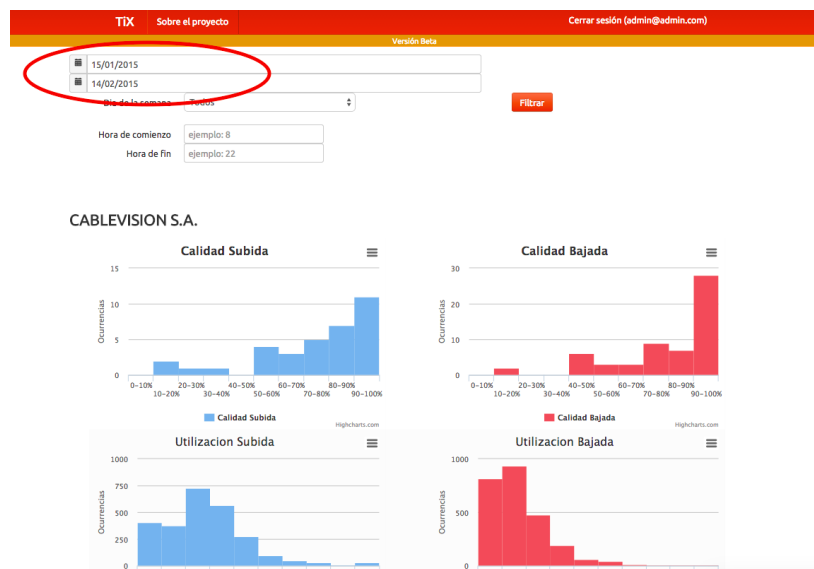 TiX Sobre el proyecto Cerrar sesión (admin@admin.com)
Versión Beta
15/01/2015
14/02/2015
Dia de la semana Todos
Filtrar
Hora de comienzo ejemplo: 8
Hora de fin ejemplo: 22
CABLEVISION S.A.
Calidad Subida
Ocurrencias
15
10
5
0
0-10% 20-30% 40-50% 60-70% 80-90%
10-20% 30-40% 50-60% 70-80% 90-100%
Calidad Subida
Highcharts.com
Calidad Bajada
Ocurrencias
30
20
10
0
0-10% 20-30% 40-50% 60-70% 80-90%
10-20% 30-40% 50-60% 70-80% 90-100%
Calidad Bajada
Highcharts.com
Utilizacion Subida
Ocurrencias
1000
750
500
250
0
Utilizacion Bajada
Ocurrencias
1000
500
0